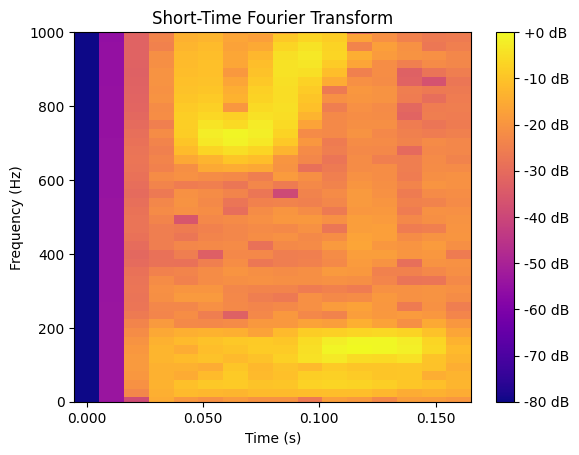 Short-Time Fourier Transform
Frequency (Hz)
1000
800
600
400
200
0
0.000
0.050
0.100
0.150
Time (s)
+0 dB
-10 dB
-20 dB
-30 dB
-40 dB
-50 dB
-60 dB
-70 dB
-80 dB